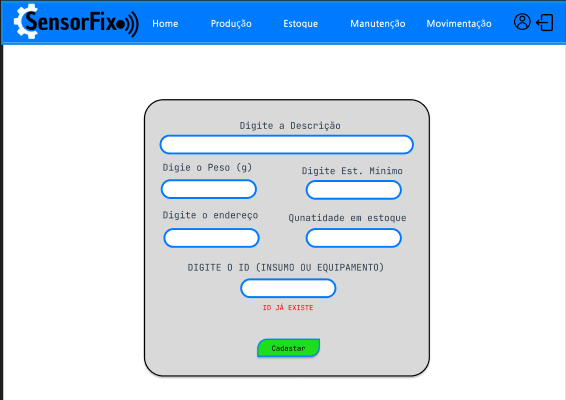 SensorFix
Home Produção Estoque Manutenção Movimentação
Digite a Descrição
Digie o Peso (g)
Digite Est. Mínimo
Digite o endereço
Qunatidade em estoque
DIGITE O ID (INSUMO OU EQUIPAMENTO)
ID JÁ EXISTE
Cadastar